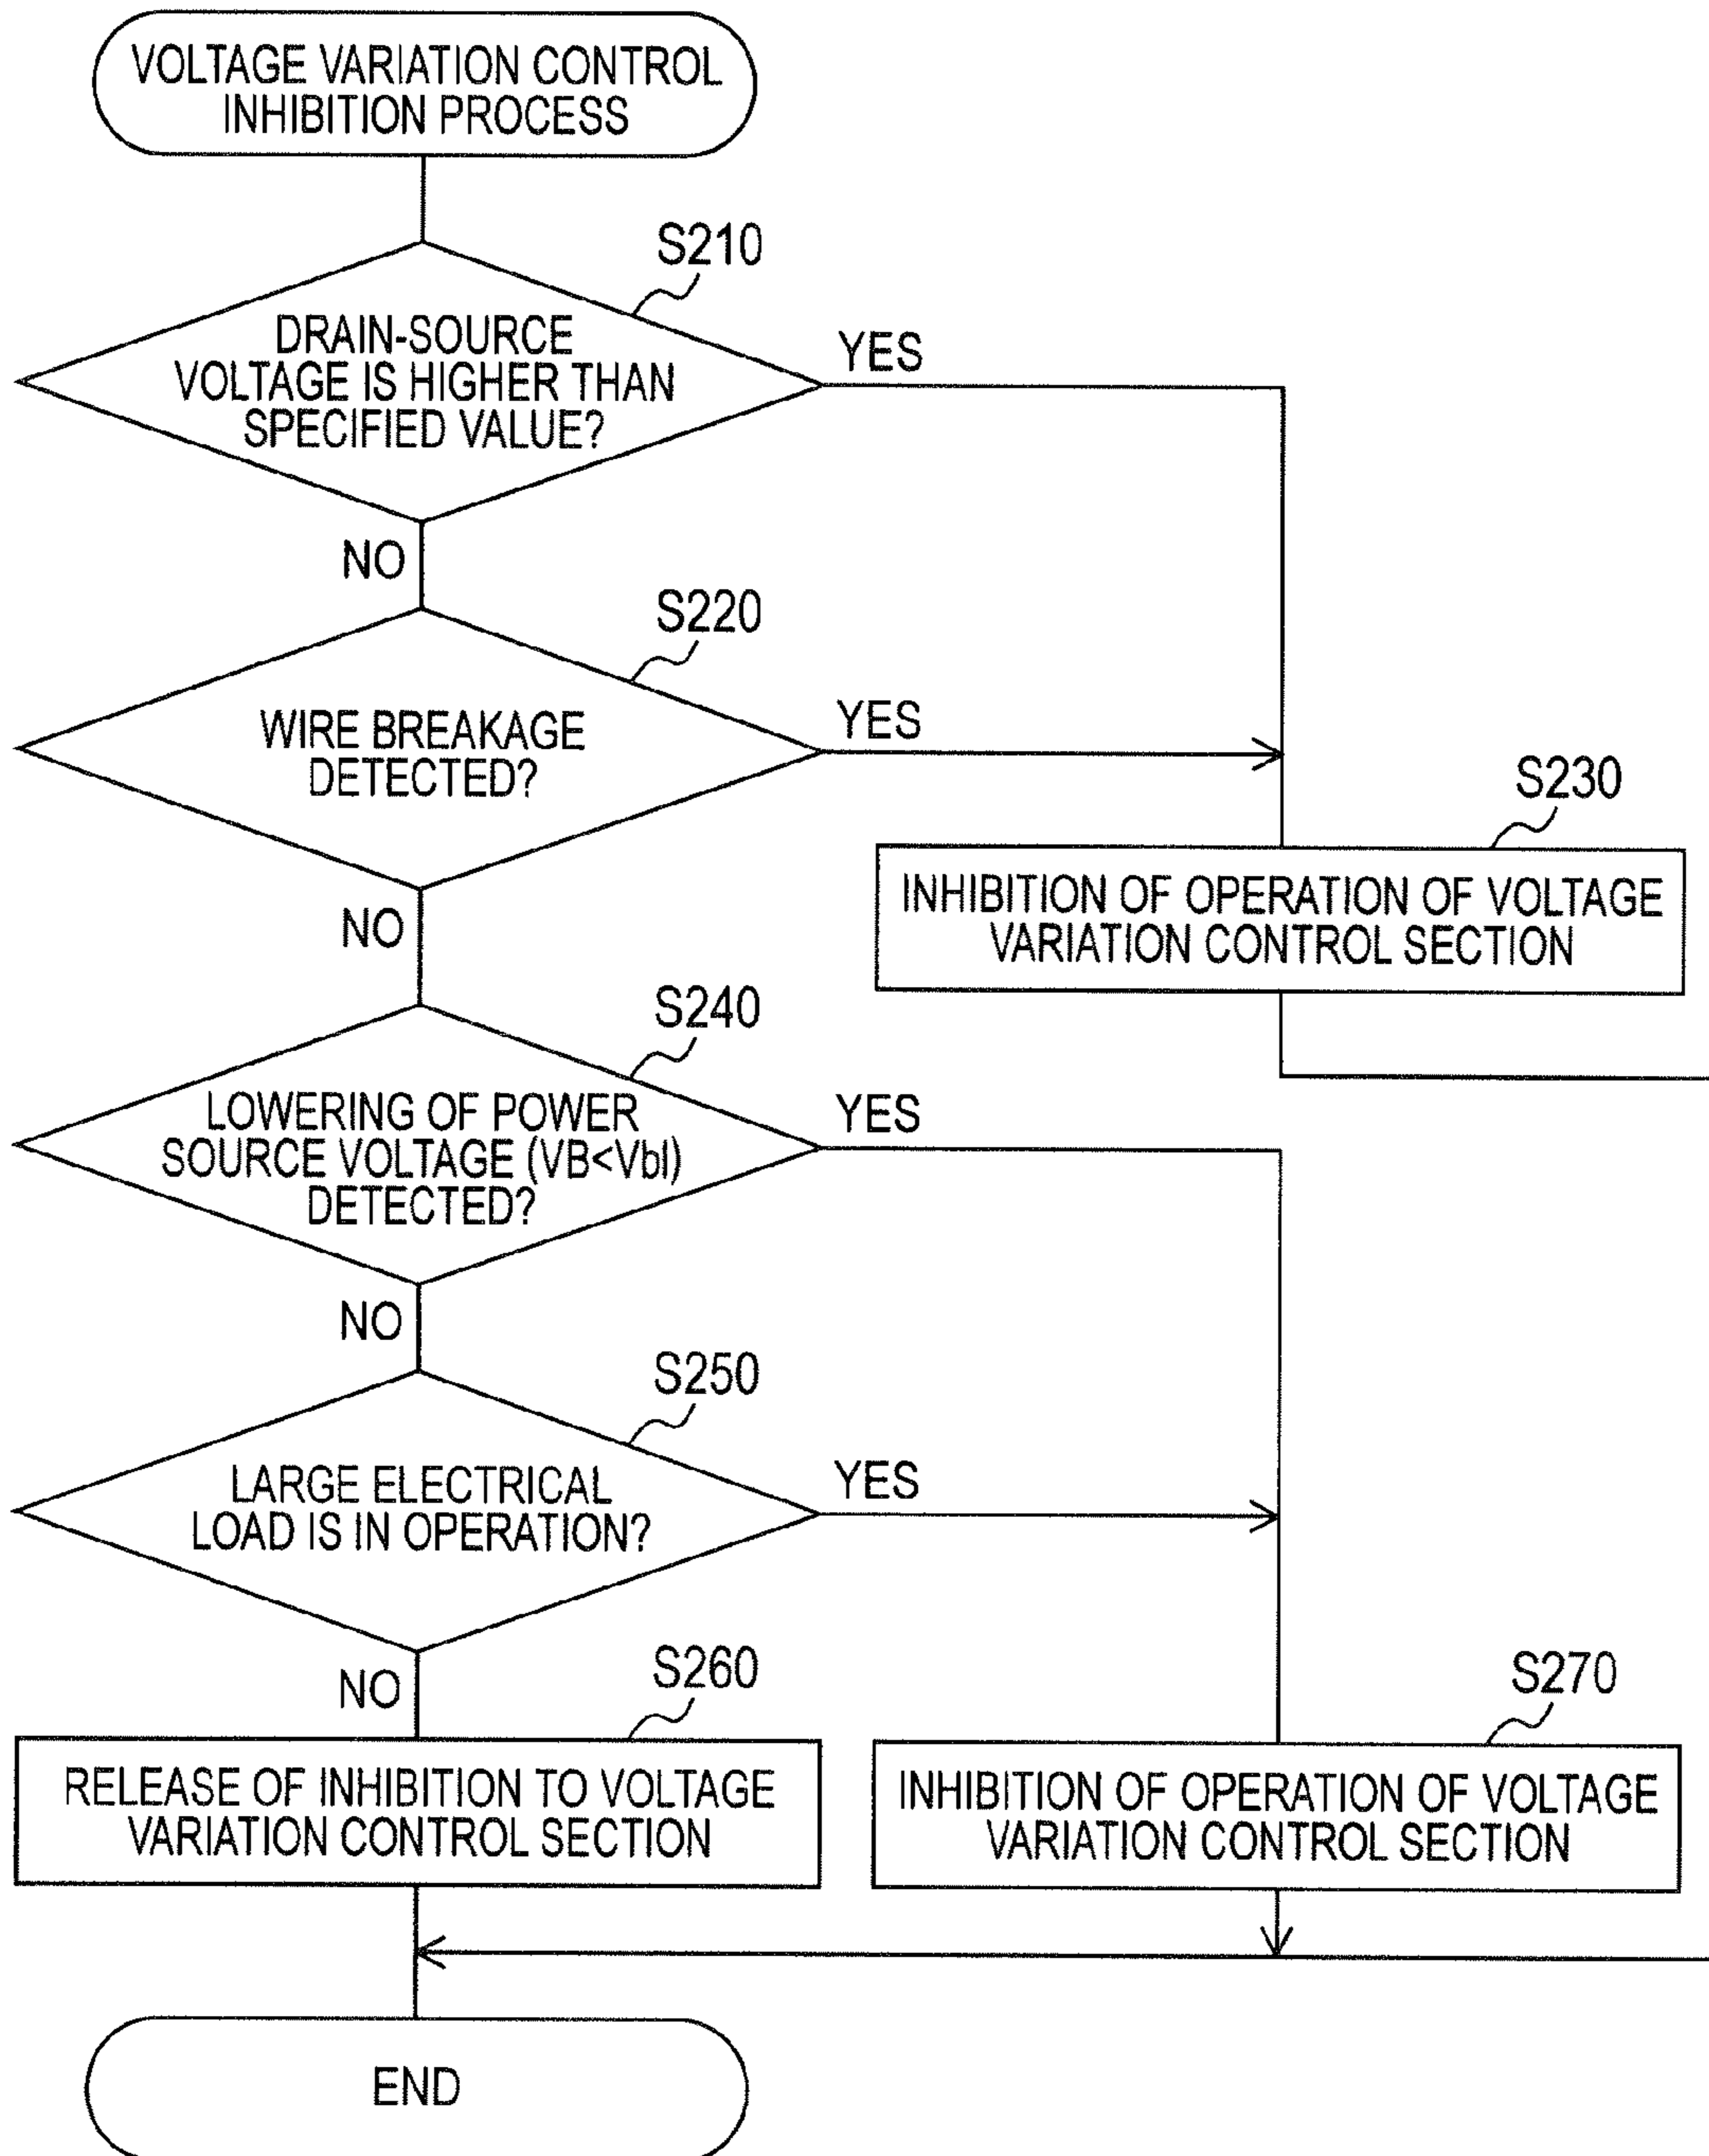 VOLTAGE VARIATION CONTROL
INHIBITION PROCESS
S210
DRAIN-SOURCE
VOLTAGE IS HIGHER THAN
SPECIFIED VALUE?
YES
NO
S220
WIRE BREAKAGE
DETECTED?
YES
S230
INHIBITION OF OPERATION OF VOLTAGE
VARIATION CONTROL SECTION
NO
S240
LOWERING OF POWER
SOURCE VOLTAGE (VB<Vbl)
DETECTED?
YES
NO
S250
LARGE ELECTRICAL
LOAD IS IN OPERATION?
YES
NO
S260
RELEASE OF INHIBITION TO VOLTAGE
VARIATION CONTROL SECTION
S270
INHIBITION OF OPERATION OF VOLTAGE
VARIATION CONTROL SECTION
END